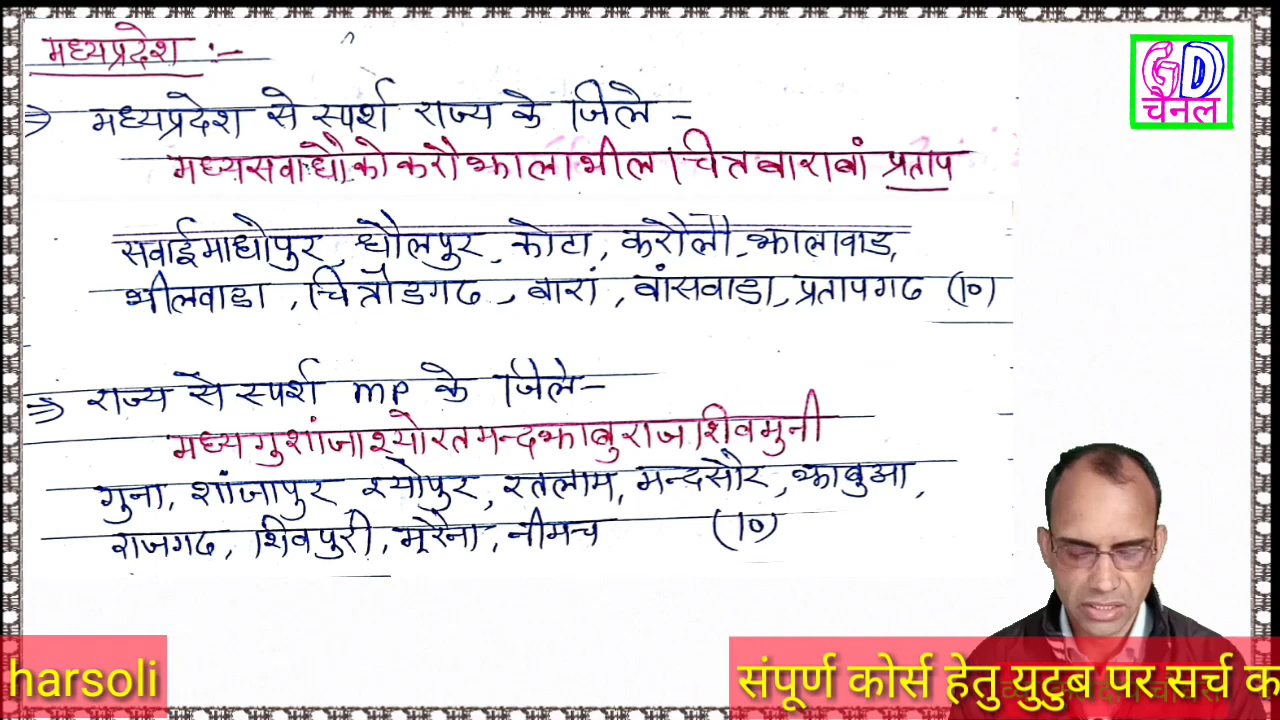 मध्यप्रदेश :-
GD
चैनल
⇒ मध्यप्रदेश से स्पर्श राज्य के जिले -
मध्यसवाधौकोकरौझालाभीलचितबाराबां प्रताप
सवाईमाधोपुर, धौलपुर, कोटा, करौली, झालावाड,
भीलवाडा, चित्तौडगढ, बारां, बांसवाडा, प्रतापगढ (10)
⇒ राज्य से स्पर्श mp के जिले -
मध्यगुशांजाश्योरतमन्दझाबुराजशिवमुनी
गुना, शांजापुर, श्योपुर, रतलाम, मन्दसौर, झाबुआ,
राजगढ, शिवपुरी, मुरैना, नीमच (10)
harsoli
संपूर्ण कोर्स हेतु युटुब पर सर्च क